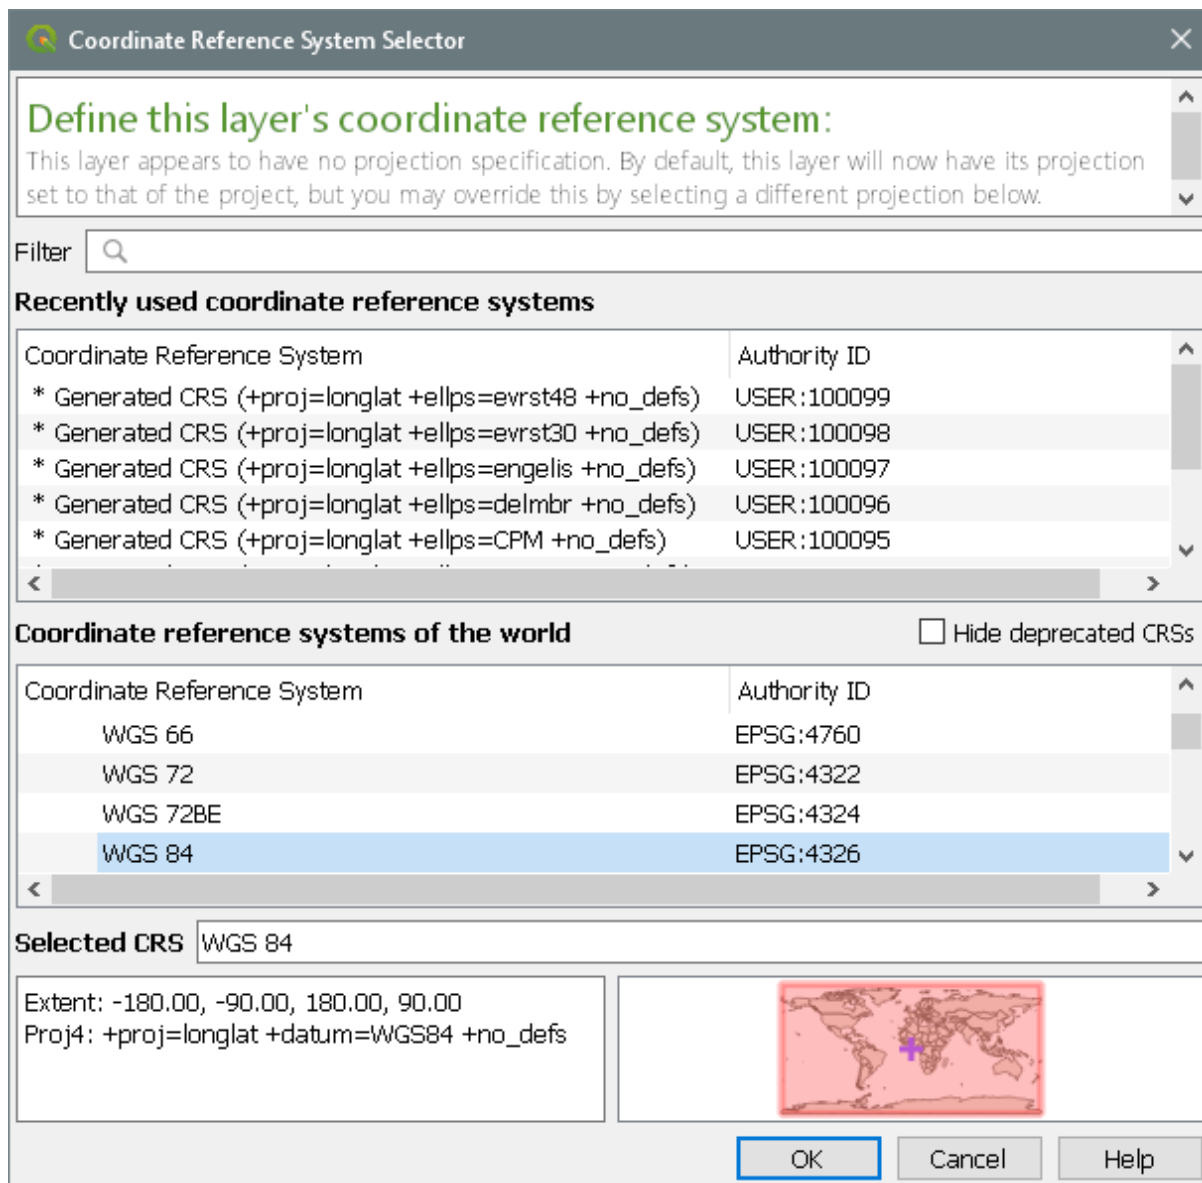 Coordinate Reference System Selector
Define this layer's coordinate reference system:
This layer appears to have no projection specification. By default, this layer will now have its projection
set to that of the project, but you may override this by selecting a different projection below.
Filter
Recently used coordinate reference systems
Coordinate Reference System Authority ID
* Generated CRS (+proj=longlat +ellps=evrst48 +no_defs) USER:100099
* Generated CRS (+proj=longlat +ellps=evrst30 +no_defs) USER:100098
* Generated CRS (+proj=longlat +ellps=engelis +no_defs) USER:100097
* Generated CRS (+proj=longlat +ellps=delmbr +no_defs) USER:100096
* Generated CRS (+proj=longlat +ellps=CPM +no_defs) USER:100095
Coordinate reference systems of the world Hide deprecated CRSs
Coordinate Reference System Authority ID
WGS 66 EPSG:4760
WGS 72 EPSG:4322
WGS 72BE EPSG:4324
WGS 84 EPSG:4326
Selected CRS WGS 84
Extent: -180.00, -90.00, 180.00, 90.00
Proj4: +proj=longlat +datum=WGS84 +no_defs
OK Cancel Help